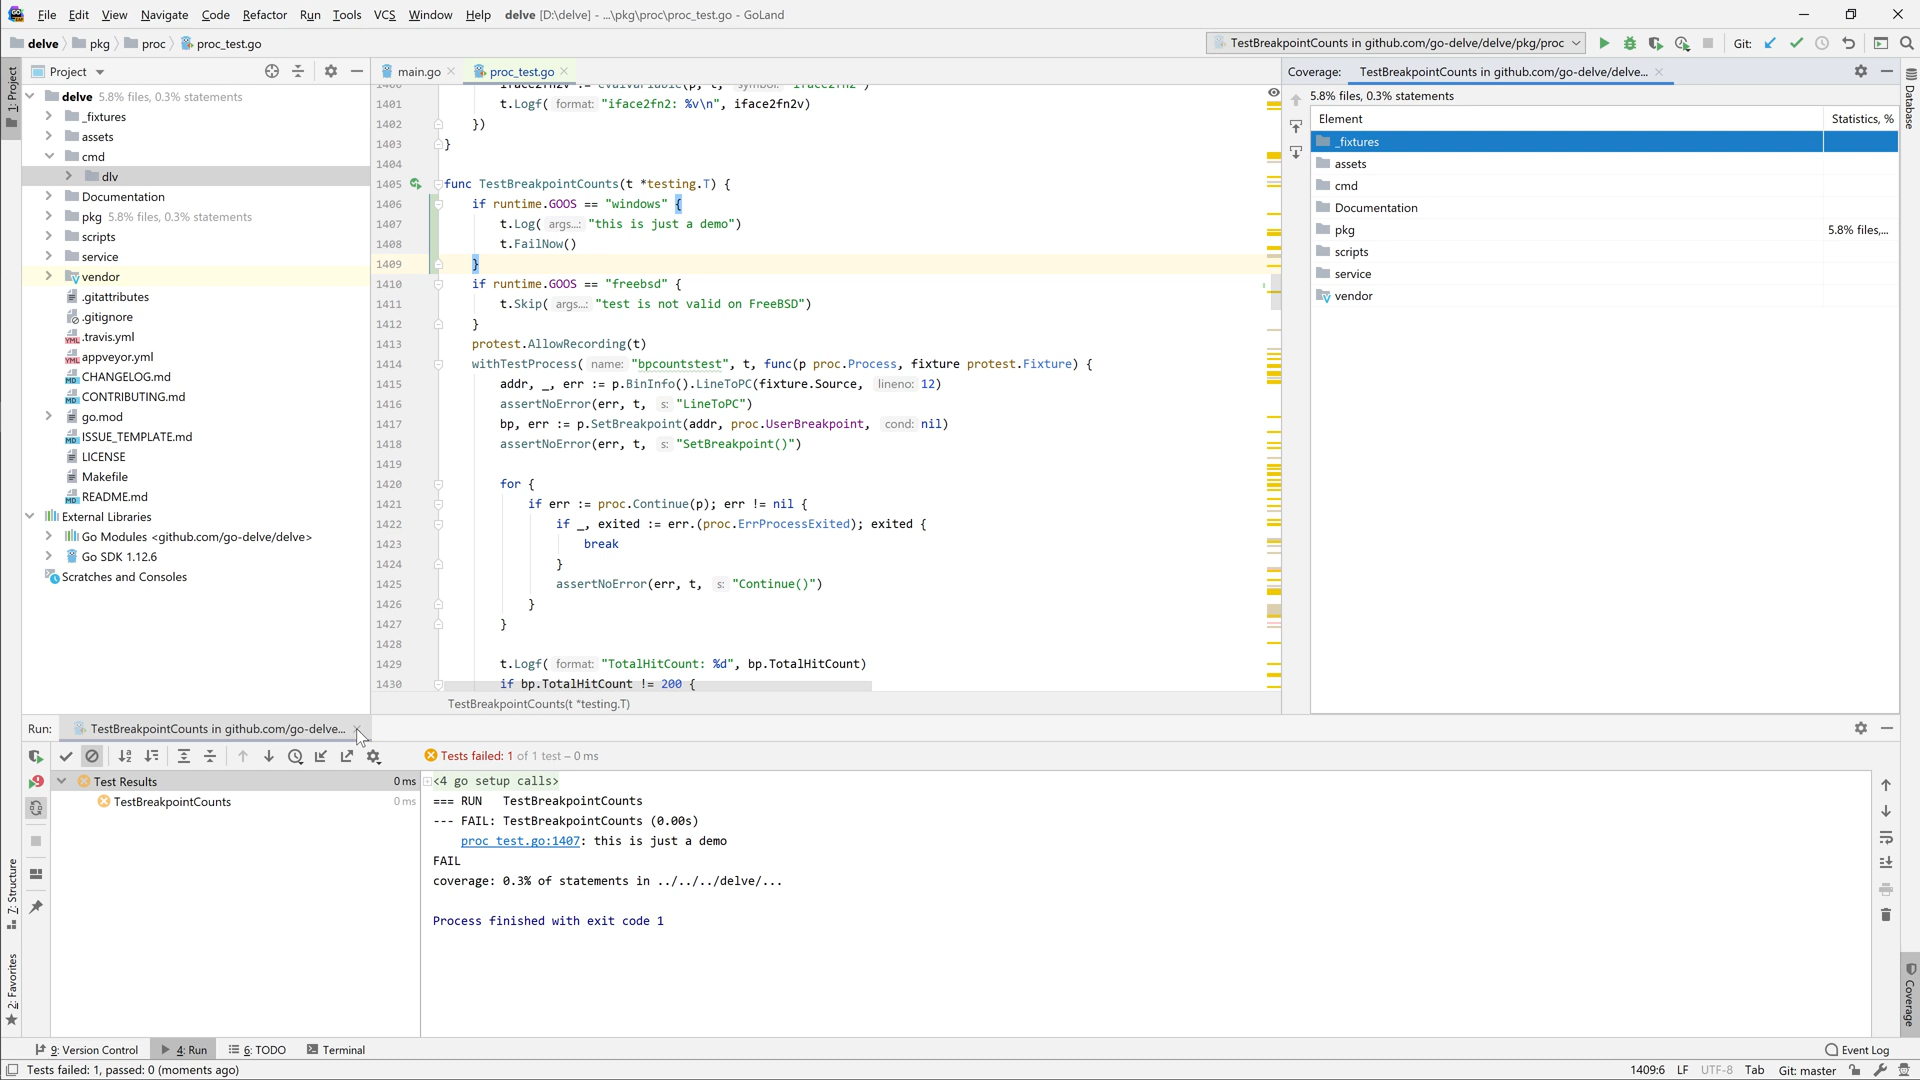 File Edit View Navigate Code Refactor Run Tools VCS Window Help delve [D:\delve] - ...\pkg\proc\proc_test.go - GoLand
delve pkg proc proc_test.go
TestBreakpointCounts in github.com/go-delve/delve/pkg/proc
Git:
1: Project
Project
delve 5.8% files, 0.3% statements
_fixtures
assets
cmd
dlv
Documentation
pkg 5.8% files, 0.3% statements
scripts
service
vendor
.gitattributes
.gitignore
.travis.yml
appveyor.yml
CHANGELOG.md
CONTRIBUTING.md
go.mod
ISSUE_TEMPLATE.md
LICENSE
Makefile
README.md
External Libraries
Go Modules <github.com/go-delve/delve>
Go SDK 1.12.6
Scratches and Consoles
main.go
proc_test.go
1401 t.Logf( format: "iface2fn2: %v\n", iface2fn2v)
1402 })
1403 }
1404
1405 func TestBreakpointCounts(t *testing.T) {
1406 if runtime.GOOS == "windows" {
1407 t.Log( args...: "this is just a demo")
1408 t.FailNow()
1409 }
1410 if runtime.GOOS == "freebsd" {
1411 t.Skip( args...: "test is not valid on FreeBSD")
1412 }
1413 protest.AllowRecording(t)
1414 withTestProcess( name: "bpcountstest", t, func(p proc.Process, fixture protest.Fixture) {
1415 addr, _, err := p.BinInfo().LineToPC(fixture.Source, lineno: 12)
1416 assertNoError(err, t, s: "LineToPC")
1417 bp, err := p.SetBreakpoint(addr, proc.UserBreakpoint, cond: nil)
1418 assertNoError(err, t, s: "SetBreakpoint()")
1419
1420 for {
1421 if err := proc.Continue(p); err != nil {
1422 if _, exited := err.(proc.ErrProcessExited); exited {
1423 break
1424 }
1425 assertNoError(err, t, s: "Continue()")
1426 }
1427 }
1428
1429 t.Logf( format: "TotalHitCount: %d", bp.TotalHitCount)
1430 if bp.TotalHitCount != 200 {
TestBreakpointCounts(t *testing.T)
Coverage: TestBreakpointCounts in github.com/go-delve/delve...
5.8% files, 0.3% statements
Element Statistics, %
_fixtures
assets
cmd
Documentation
pkg 5.8% files,...
scripts
service
vendor
Database
Coverage
Run: TestBreakpointCounts in github.com/go-delve...
Tests failed: 1 of 1 test – 0 ms
Test Results 0 ms
TestBreakpointCounts 0 ms
<4 go setup calls>
=== RUN TestBreakpointCounts
--- FAIL: TestBreakpointCounts (0.00s)
proc_test.go:1407: this is just a demo
FAIL
coverage: 0.3% of statements in ../../../delve/...
Process finished with exit code 1
7: Structure
2: Favorites
9: Version Control 4: Run 6: TODO Terminal Event Log
Tests failed: 1, passed: 0 (moments ago) 1409:6 LF UTF-8 Tab Git: master